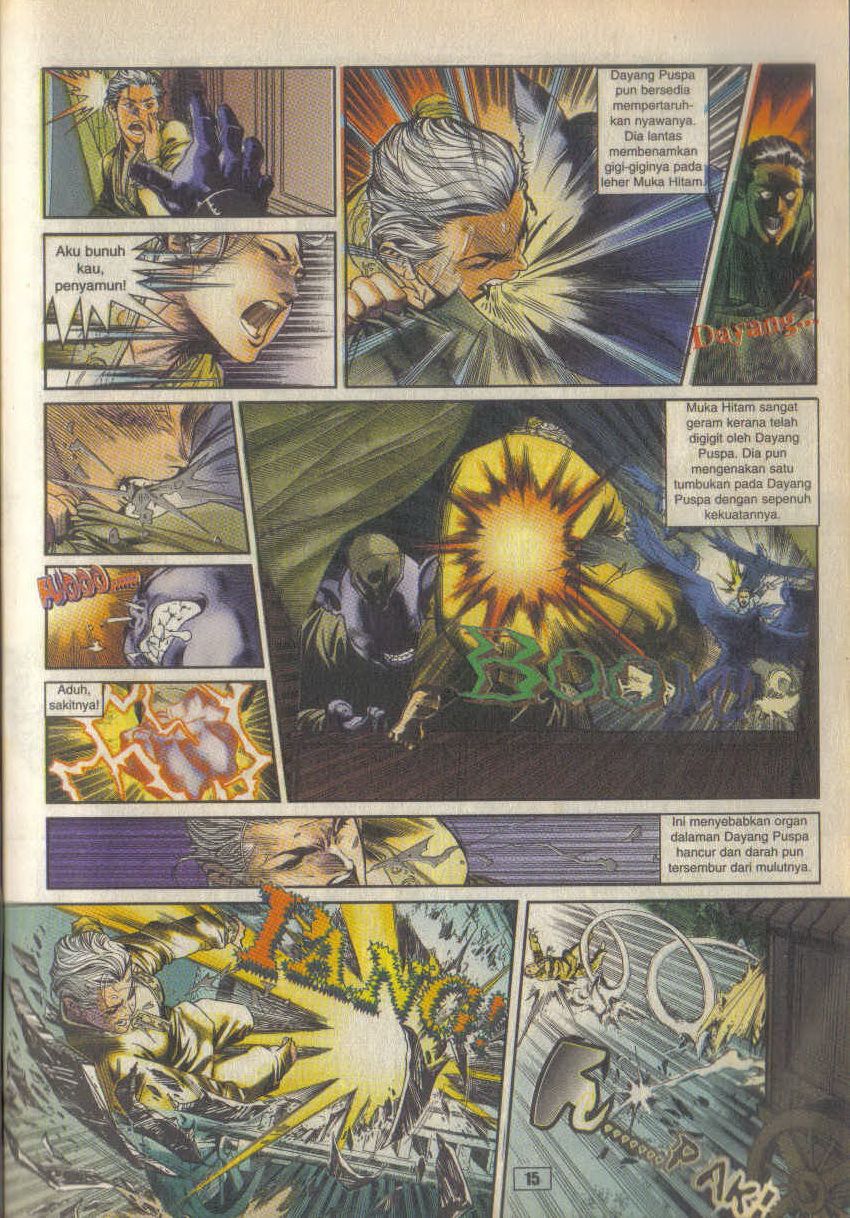 Dayang Puspa
pun bersedia
mempertaruh-
kan nyawanya.
Dia lantas
membenamkan
gigi-giginya pada
leher Muka Hitam.
Aku bunuh
kau,
penyamun!
Dayang...
Muka Hitam sangat
geram kerana telah
digigit oleh Dayang
Puspa. Dia pun
mengenakan satu
tumbukan pada Dayang
Puspa dengan sepenuh
kekuatannya.
Aduh,
sakitnya!
BOOM
Ini menyebabkan organ
dalaman Dayang Puspa
hancur dan darah pun
tersembur dari mulutnya.
PAK!
15